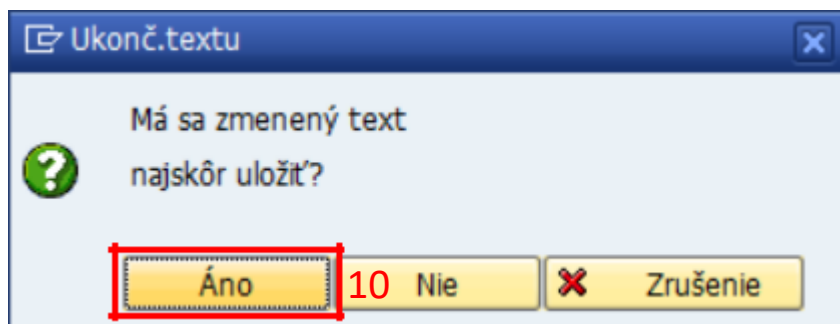 Ukonč.textu
Má sa zmenený text
najskôr uložiť?
Áno 10 Nie Zrušenie